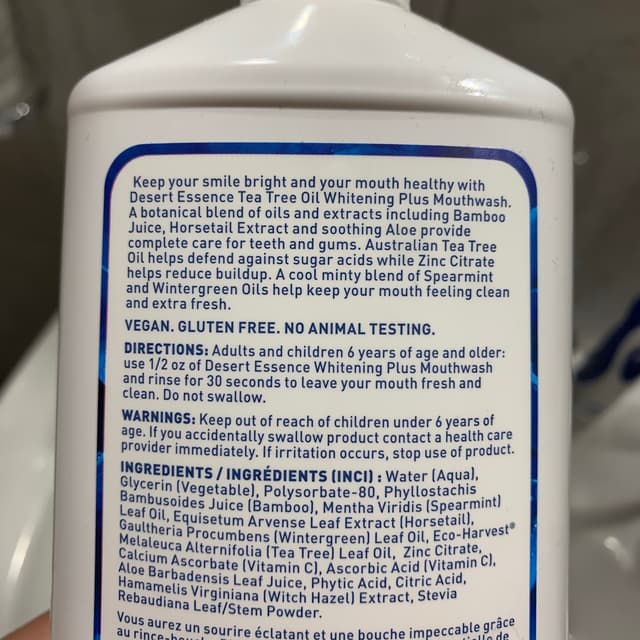 Keep your smile bright and your mouth healthy with
Desert Essence Tea Tree Oil Whitening Plus Mouthwash.
A botanical blend of oils and extracts including Bamboo
Juice, Horsetail Extract and soothing Aloe provide
complete care for teeth and gums. Australian Tea Tree
Oil helps defend against sugar acids while Zinc Citrate
helps reduce buildup. A cool minty blend of Spearmint
and Wintergreen Oils help keep your mouth feeling clean
and extra fresh.
VEGAN. GLUTEN FREE. NO ANIMAL TESTING.
DIRECTIONS: Adults and children 6 years of age and older:
use 1/2 oz of Desert Essence Whitening Plus Mouthwash
and rinse for 30 seconds to leave your mouth fresh and
clean. Do not swallow.
WARNINGS: Keep out of reach of children under 6 years of
age. If you accidentally swallow product contact a health care
provider immediately. If irritation occurs, stop use of product.
INGREDIENTS / INGRÉDIENTS (INCI) : Water (Aqua),
Glycerin (Vegetable), Polysorbate-80, Phyllostachis
Bambusoides Juice (Bamboo), Mentha Viridis (Spearmint)
Leaf Oil, Equisetum Arvense Leaf Extract (Horsetail),
Gaultheria Procumbens (Wintergreen) Leaf Oil, Eco-Harvest®
Melaleuca Alternifolia (Tea Tree) Leaf Oil, Zinc Citrate,
Calcium Ascorbate (Vitamin C), Ascorbic Acid (Vitamin C),
Aloe Barbadensis Leaf Juice, Phytic Acid, Citric Acid,
Hamamelis Virginiana (Witch Hazel) Extract, Stevia
Rebaudiana Leaf/Stem Powder.
Vous aurez un sourire éclatant et une bouche impeccable grâce
au